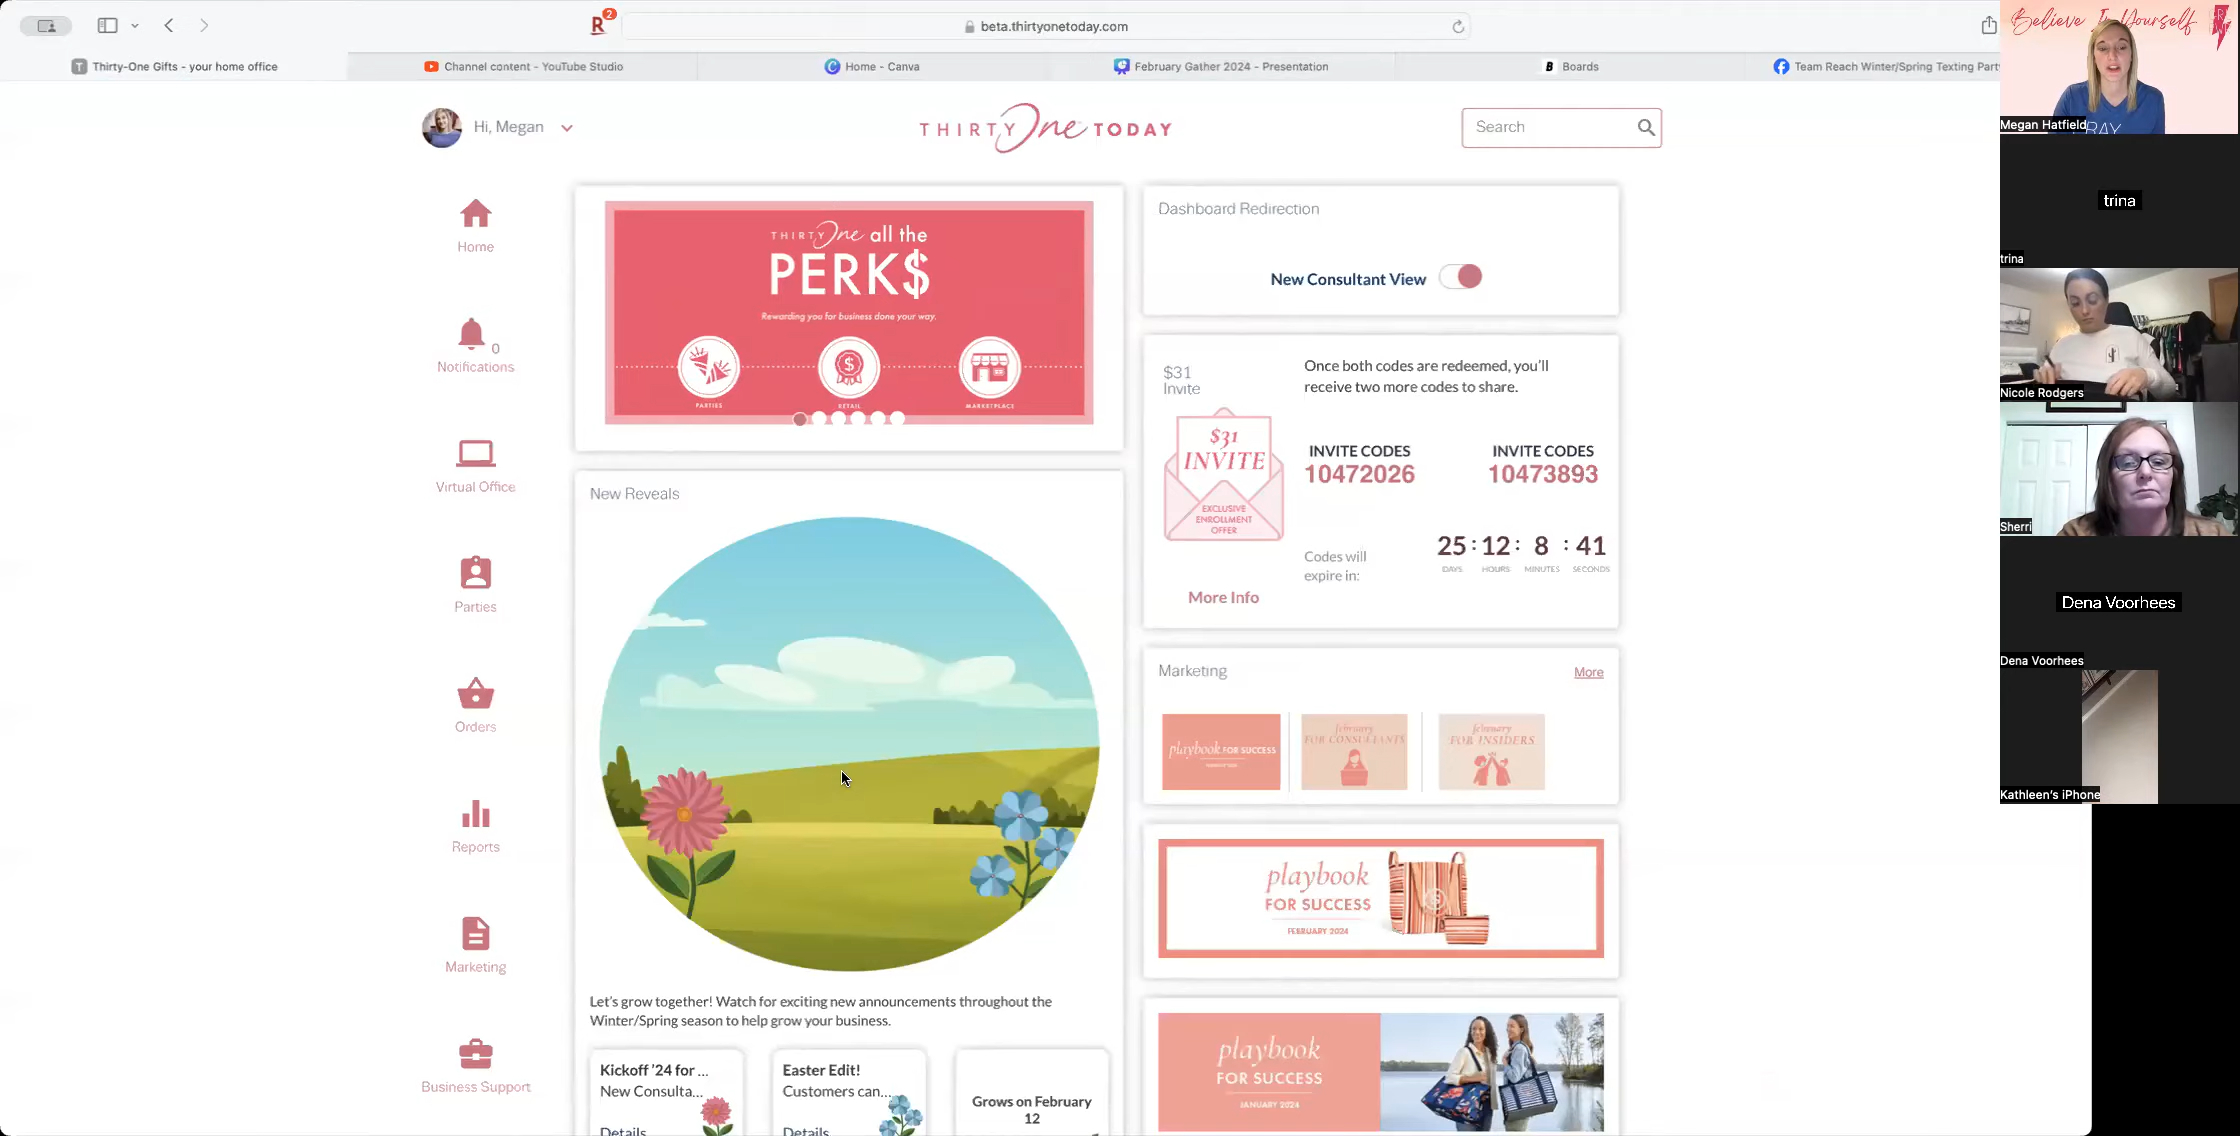 R 2
beta.thirtyonetoday.com
T Thirty-One Gifts - your home office
Channel content - YouTube Studio
Home - Canva
February Gather 2024 - Presentation
B Boards
Team Reach Winter/Spring Texting Part
Hi, Megan
THIRTY One TODAY
Search
Home
0
Notifications
Virtual Office
Parties
Orders
Reports
Marketing
Business Support
THIRTY One all the
PERK$
Rewarding you for business done your way.
PARTIES
RETAIL
MARKETPLACE
New Reveals
Let's grow together! Watch for exciting new announcements throughout the
Winter/Spring season to help grow your business.
Kickoff '24 for ...
New Consulta...
Details
Easter Edit!
Customers can...
Details
Grows on February
12
Dashboard Redirection
New Consultant View
$31
Invite
$31
INVITE
EXCLUSIVE
ENROLLMENT
OFFER
More Info
Once both codes are redeemed, you'll
receive two more codes to share.
INVITE CODES
10472026
INVITE CODES
10473893
Codes will
expire in:
25 : 12 : 8 : 41
DAYS HOURS MINUTES SECONDS
Marketing
More
playbook FOR SUCCESS
february
FOR CONSULTANTS
february
FOR INSIDERS
playbook
FOR SUCCESS
FEBRUARY 2024
playbook
FOR SUCCESS
JANUARY 2024
Believe In Yourself
Megan Hatfield
trina
trina
Nicole Rodgers
Sherri
Dena Voorhees
Dena Voorhees
Kathleen's iPhone